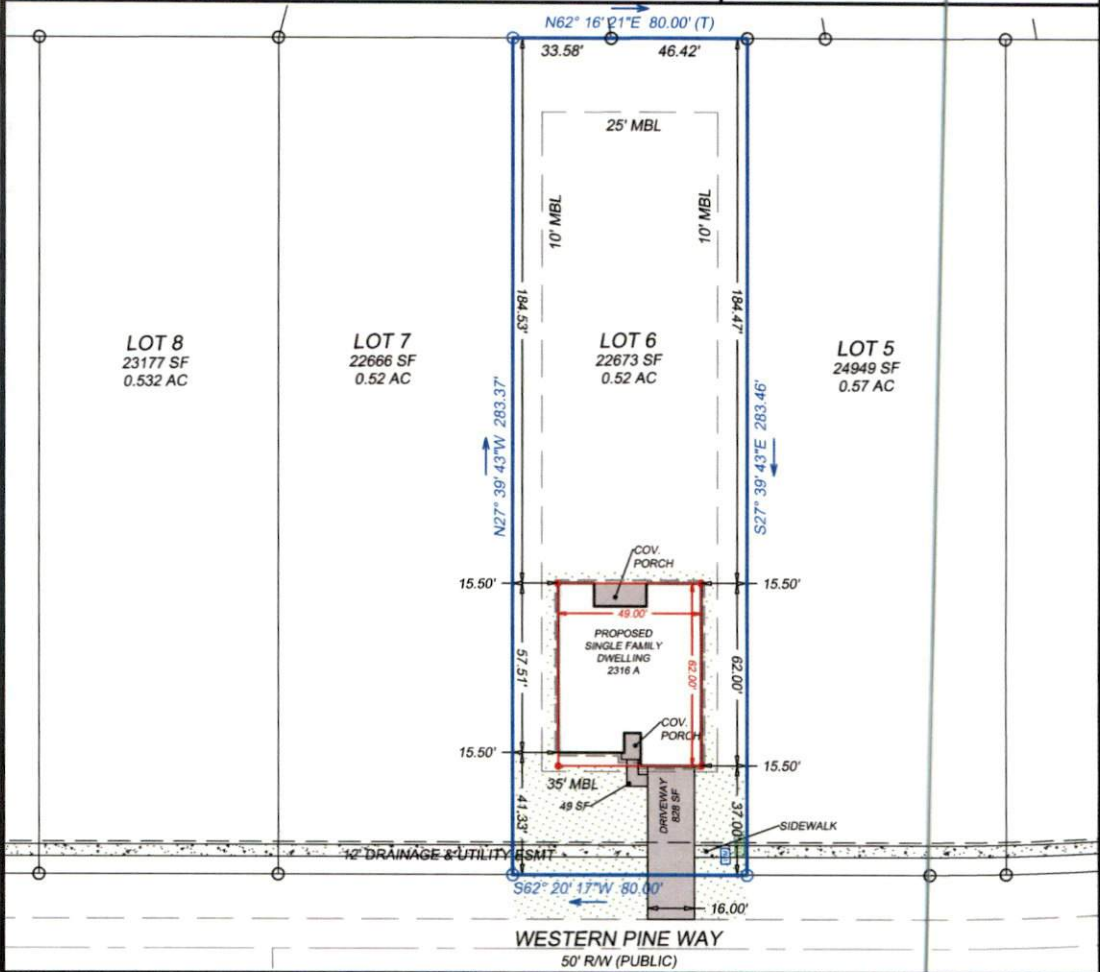 N62° 16' 21"E 80.00' (T)
33.58'
46.42'
25' MBL
10' MBL
10' MBL
184.53'
184.47'
LOT 8
23177 SF
0.532 AC
LOT 7
22666 SF
0.52 AC
LOT 6
22673 SF
0.52 AC
LOT 5
24949 SF
0.57 AC
N27° 39' 43"W 283.37'
S27° 39' 43"E 283.46'
COV.
PORCH
15.50'
15.50'
49.00'
PROPOSED
SINGLE FAMILY
DWELLING
2316 A
57.51'
62.00'
62.00'
COV.
PORCH
15.50'
15.50'
35' MBL
49 SF
DRIVEWAY
828 SF
41.33'
37.00'
SIDEWALK
12' DRAINAGE & UTILITY ESMT
S62° 20' 17"W 80.00'
16.00'
WESTERN PINE WAY
50' R/W (PUBLIC)